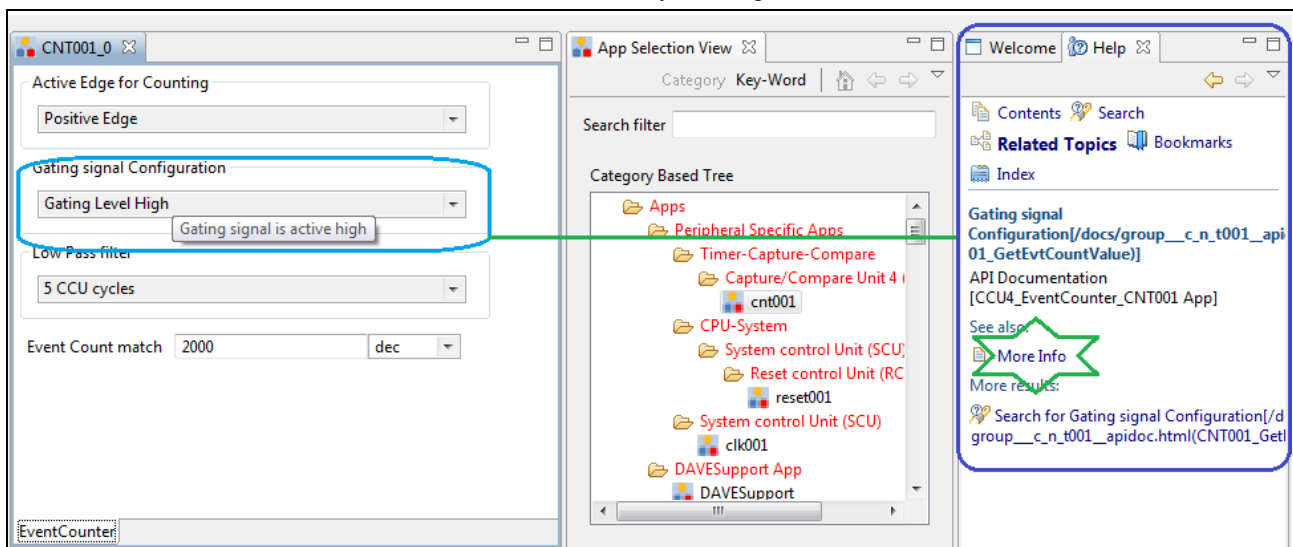 CNT001_0
Active Edge for Counting
Positive Edge
Gating signal Configuration
Gating Level High
Gating signal is active high
Low Pass filter
5 CCU cycles
Event Count match 2000 dec
EventCounter
App Selection View
Category Key-Word
Search filter
Category Based Tree
Apps
Peripheral Specific Apps
Timer-Capture-Compare
Capture/Compare Unit 4 (
cnt001
CPU-System
System control Unit (SCU)
Reset control Unit (RC
reset001
System control Unit (SCU)
clk001
DAVESupport App
DAVESupport
Welcome Help
Contents Search
Related Topics Bookmarks
Index
Gating signal
Configuration[/docs/group___c_n_t001__api
01_GetEvtCountValue)]
API Documentation
[CCU4_EventCounter_CNT001 App]
See also:
More Info
More results:
Search for Gating signal Configuration[/d
group___c_n_t001__apidoc.html(CNT001_Get